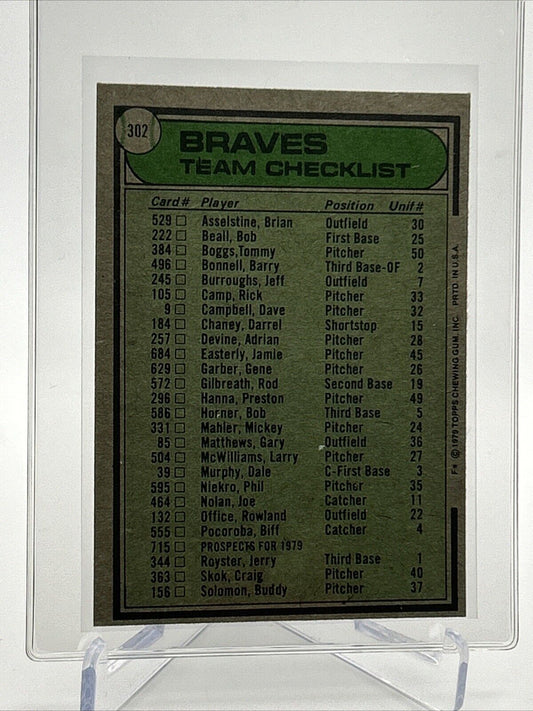 302
BRAVES
TEAM CHECKLIST
Card # Player Position Unif #
529 Asselstine, Brian Outfield 30
222 Beall, Bob First Base 25
384 Boggs,Tommy Pitcher 50
496 Bonnell, Barry Third Base-OF 2
245 Burroughs, Jeff Outfield 7
105 Camp, Rick Pitcher 33
9 Campbell, Dave Pitcher 32
184 Chaney, Darrel Shortstop 15
257 Devine, Adrian Pitcher 28
684 Easterly, Jamie Pitcher 45
629 Garber, Gene Pitcher 26
572 Gilbreath, Rod Second Base 19
296 Hanna, Preston Pitcher 49
586 Horner, Bob Third Base 5
331 Mahler, Mickey Pitcher 24
85 Matthews, Gary Outfield 36
504 McWilliams, Larry Pitcher 27
39 Murphy, Dale C-First Base 3
595 Niekro, Phil Pitcher 35
464 Nolan, Joe Catcher 11
132 Office, Rowland Outfield 22
555 Pocoroba, Biff Catcher 4
715 PROSPECTS FOR 1979
344 Royster, Jerry Third Base 1
363 Skok, Craig Pitcher 40
156 Solomon, Buddy Pitcher 37
F* © 1979 TOPPS CHEWING GUM, INC. PRTD. IN U.S.A.